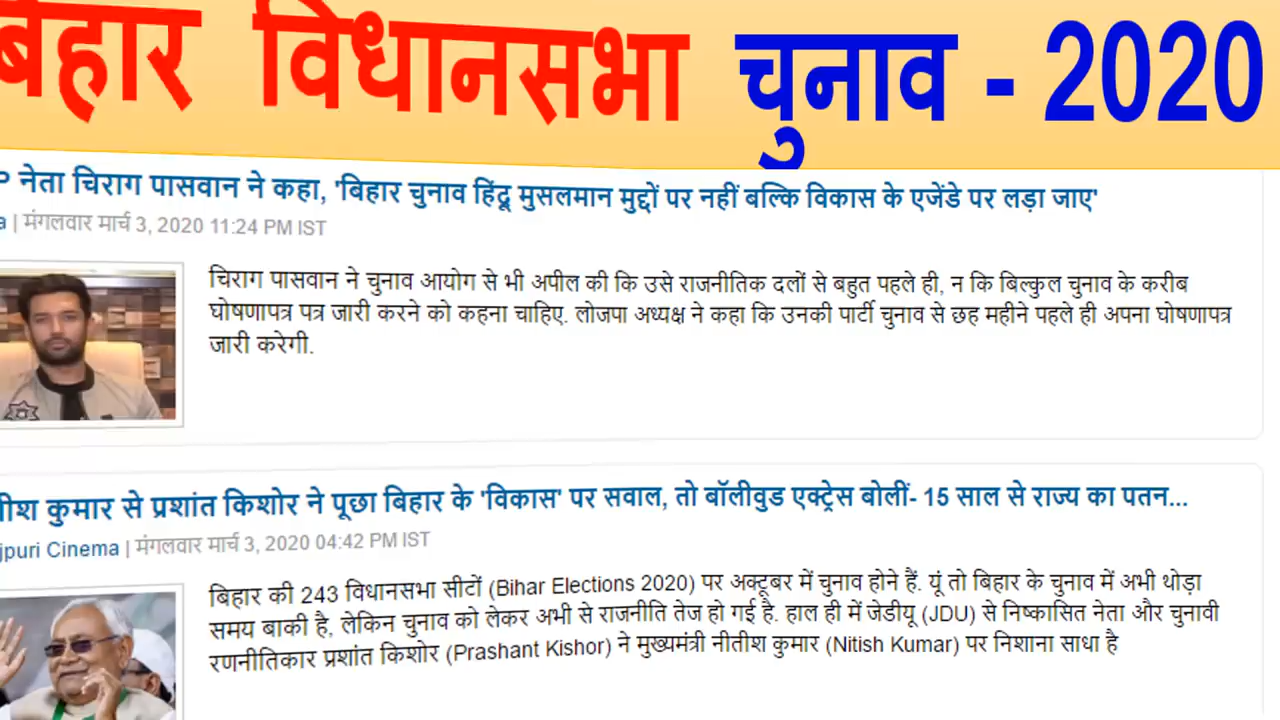 बिहार विधानसभा चुनाव - 2020
P नेता चिराग पासवान ने कहा, 'बिहार चुनाव हिंदू मुसलमान मुद्दों पर नहीं बल्कि विकास के एजेंडे पर लड़ा जाए'
a | मंगलवार मार्च 3, 2020 11:24 PM IST
चिराग पासवान ने चुनाव आयोग से भी अपील की कि उसे राजनीतिक दलों से बहुत पहले ही, न कि बिल्कुल चुनाव के करीब
घोषणापत्र पत्र जारी करने को कहना चाहिए. लोजपा अध्यक्ष ने कहा कि उनकी पार्टी चुनाव से छह महीने पहले ही अपना घोषणापत्र
जारी करेगी.
ीश कुमार से प्रशांत किशोर ने पूछा बिहार के 'विकास' पर सवाल, तो बॉलीवुड एक्ट्रेस बोलीं- 15 साल से राज्य का पतन...
jpuri Cinema | मंगलवार मार्च 3, 2020 04:42 PM IST
बिहार की 243 विधानसभा सीटों (Bihar Elections 2020) पर अक्टूबर में चुनाव होने हैं. यूं तो बिहार के चुनाव में अभी थोड़ा
समय बाकी है, लेकिन चुनाव को लेकर अभी से राजनीति तेज हो गई है. हाल ही में जेडीयू (JDU) से निष्कासित नेता और चुनावी
रणनीतिकार प्रशांत किशोर (Prashant Kishor) ने मुख्यमंत्री नीतीश कुमार (Nitish Kumar) पर निशाना साधा है